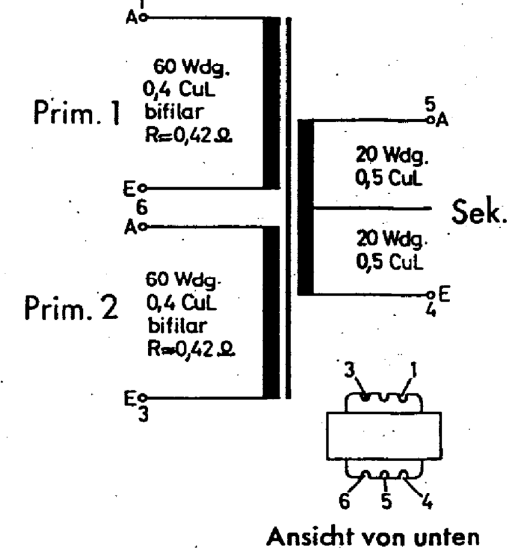 1
A
60 Wdg.
0,4 CuL
bifilar
R=0,42Ω
Prim. 1
E
6
A
60 Wdg.
0,4 CuL
bifilar
R=0,42Ω
Prim. 2
E
3
5
A
20 Wdg.
0,5 CuL
Sek.
20 Wdg.
0,5 CuL
E
4
3 1
6 5 4
Ansicht von unten